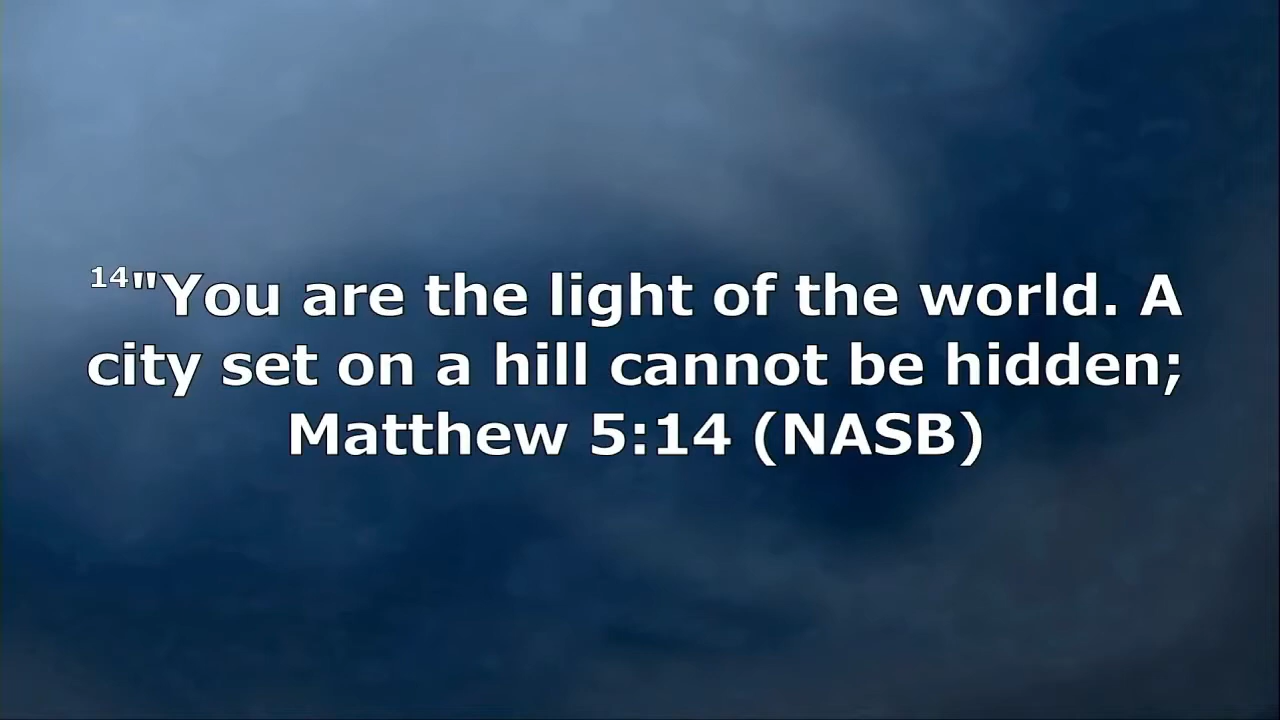 14"You are the light of the world. A
city set on a hill cannot be hidden;
Matthew 5:14 (NASB)